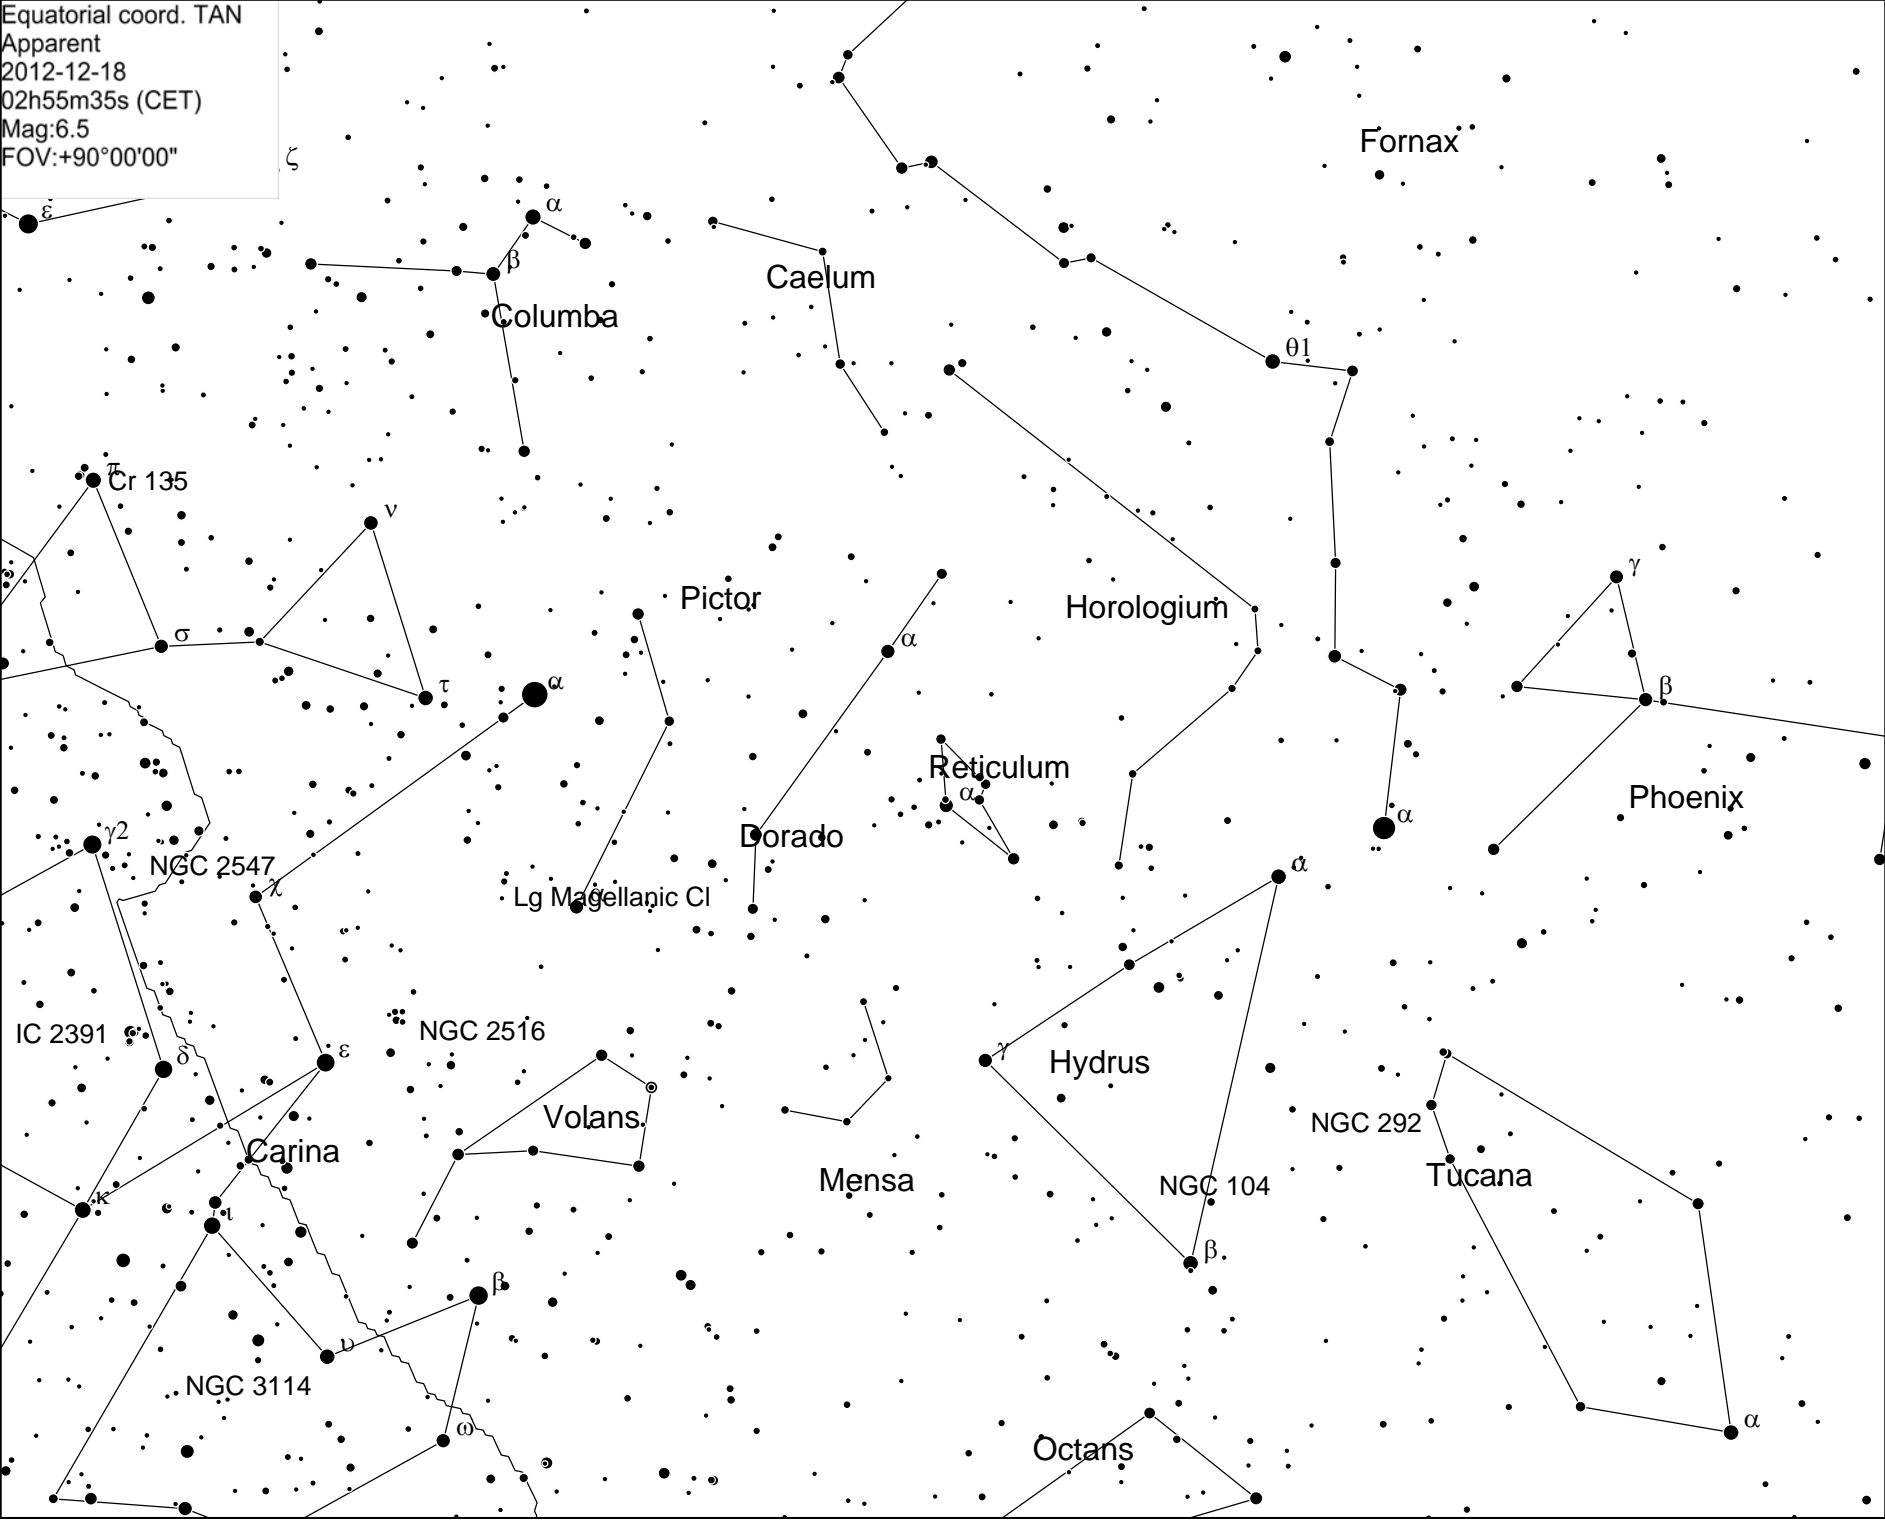 Equatorial coord. TAN
Apparent
2012-12-18
02h55m35s (CET)
Mag:6.5
FOV:+90°00'00"
ζ
Fornax
ε
α
β
Caelum
Columba
θ1
π
Cr 135
ν
γ
Pictor
Horologium
σ
α
τ
α
β
Reticulum
α
Phoenix
α
γ2
Dorado
NGC 2547
α
χ
Lg Magellanic Cl
α
IC 2391
NGC 2516
δ
ε
γ
Hydrus
Volans
NGC 292
Carina
Mensa
NGC 104
Tucana
κ
ι
β
β
υ
NGC 3114
ω
α
Octans